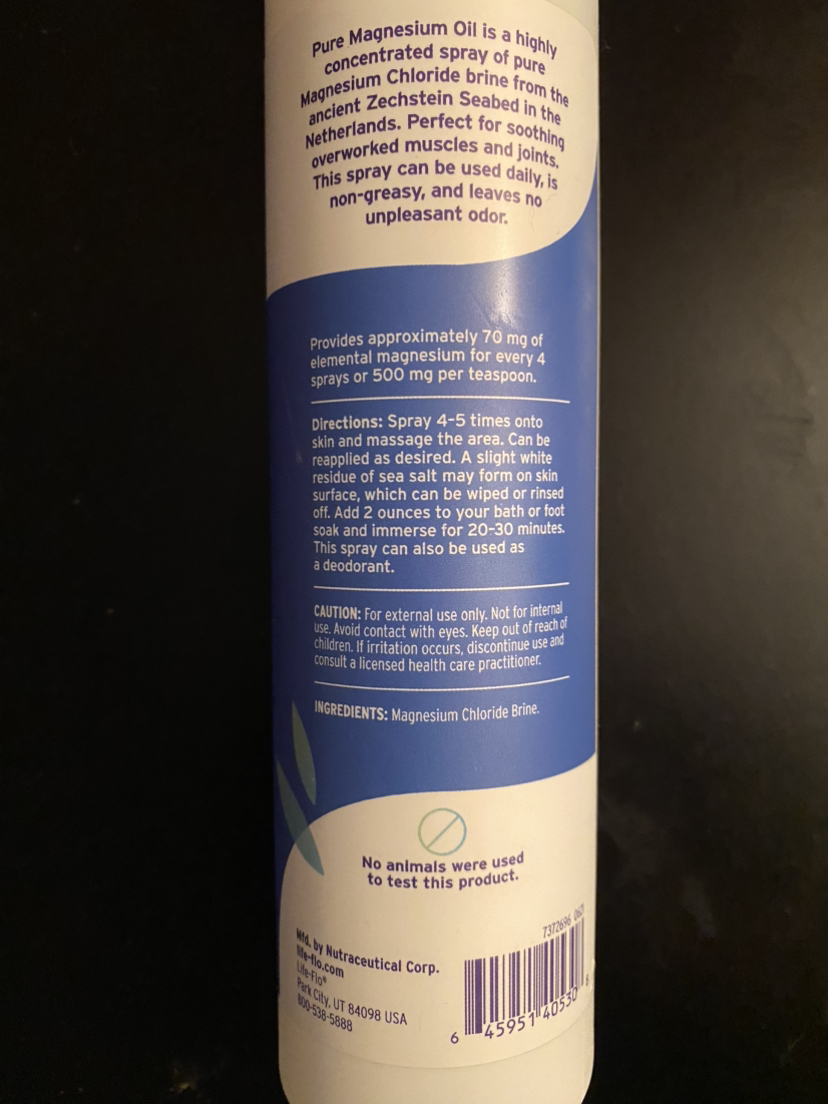 Pure Magnesium Oil is a highly
concentrated spray of pure
Magnesium Chloride brine from the
ancient Zechstein Seabed in the
Netherlands. Perfect for soothing
overworked muscles and joints.
This spray can be used daily, is
non-greasy, and leaves no
unpleasant odor.
Provides approximately 70 mg of
elemental magnesium for every 4
sprays or 500 mg per teaspoon.
Directions: Spray 4-5 times onto
skin and massage the area. Can be
reapplied as desired. A slight white
residue of sea salt may form on skin
surface, which can be wiped or rinsed
off. Add 2 ounces to your bath or foot
soak and immerse for 20-30 minutes.
This spray can also be used as
a deodorant.
CAUTION: For external use only. Not for internal
use. Avoid contact with eyes. Keep out of reach of
children. If irritation occurs, discontinue use and
consult a licensed health care practitioner.
INGREDIENTS: Magnesium Chloride Brine.
No animals were used
to test this product.
Mfd. by Nutraceutical Corp.
life-flo.com
Life-Flo®
Park City, UT 84098 USA
800-538-5888
7372696
6 45951 40530